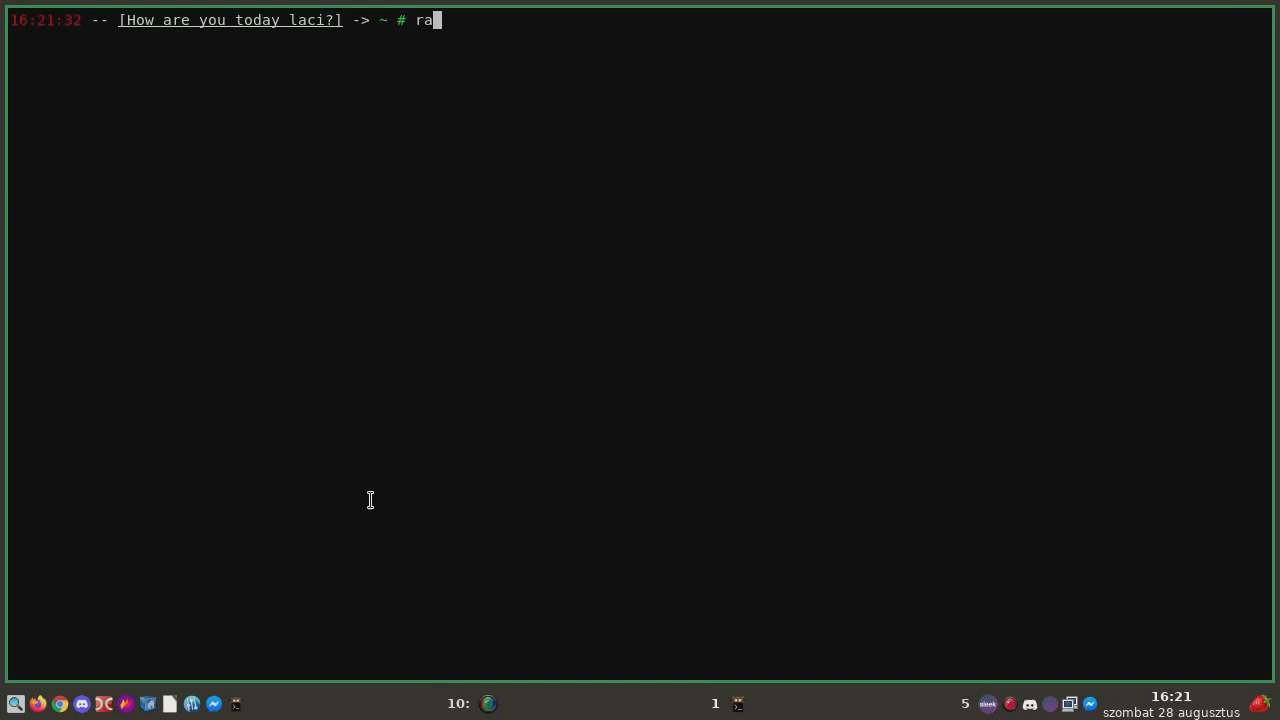 16:21:32 -- [How are you today laci?] -> ~ # ra
10:
1
5
sleek
16:21
szombat 28 augusztus